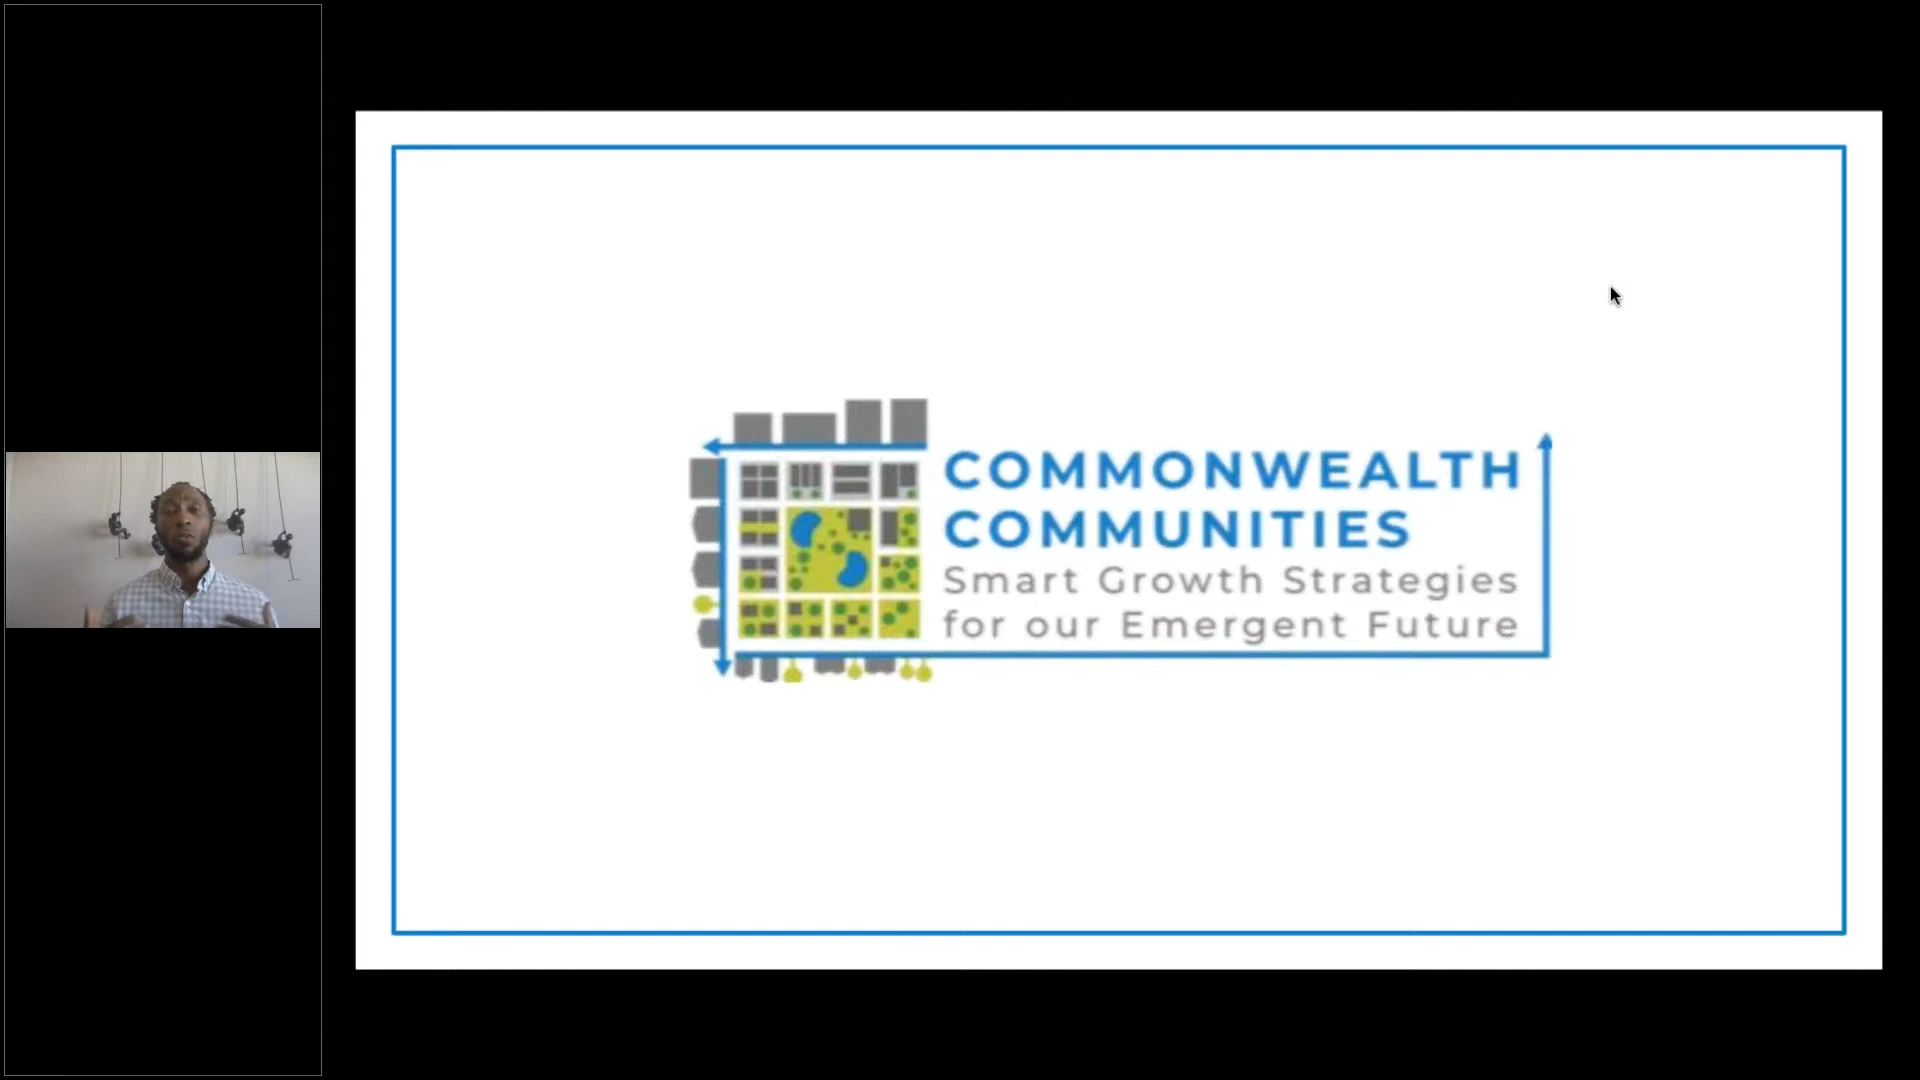 COMMONWEALTH
COMMUNITIES
Smart Growth Strategies
for our Emergent Future